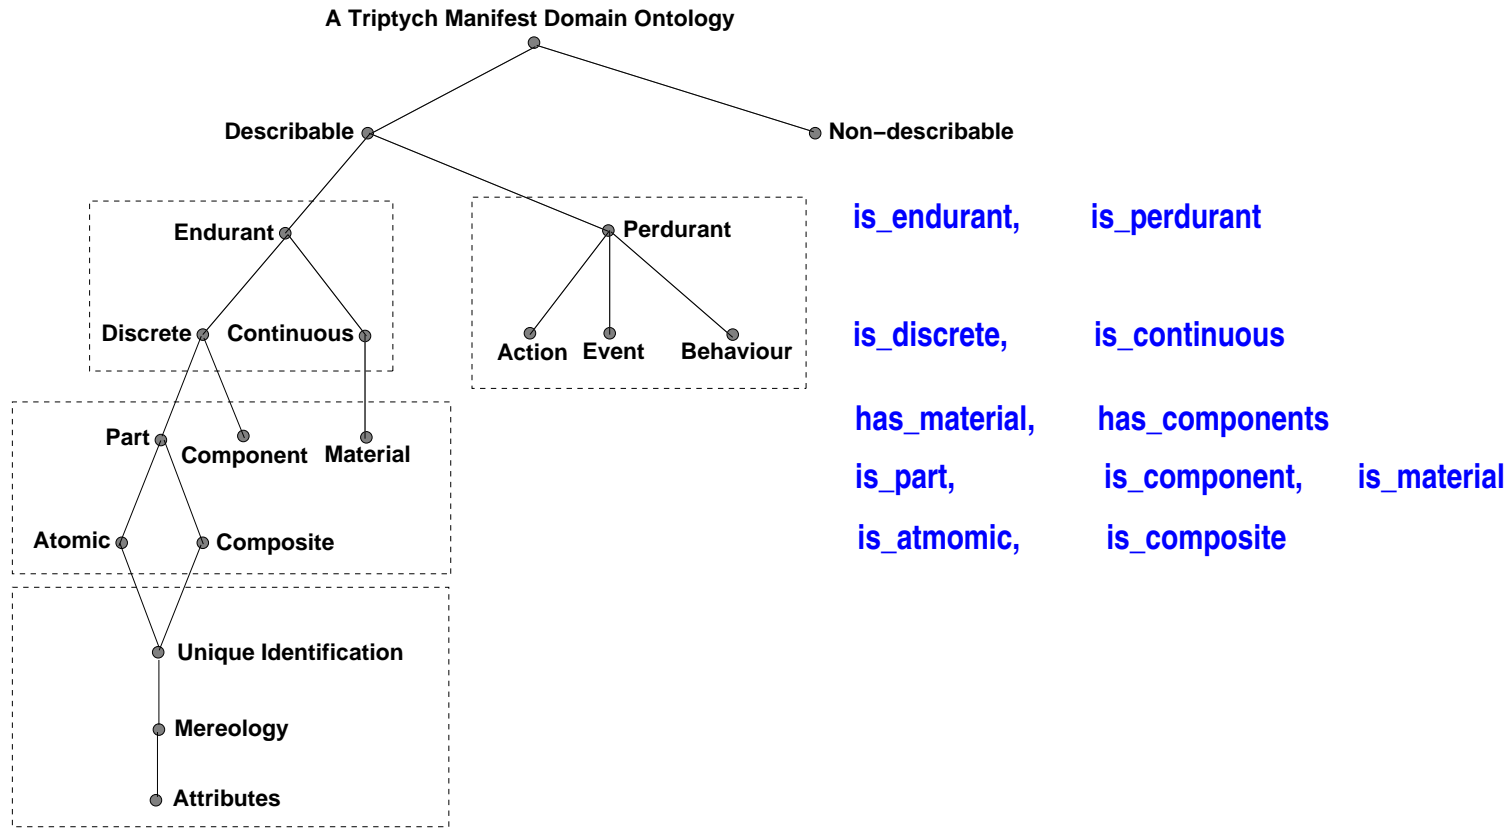 A Triptych Manifest Domain Ontology
Describable
Non−describable
is_endurant, is_perdurant
Endurant
Perdurant
Discrete
Continuous
is_discrete, is_continuous
Action
Event
Behaviour
has_material, has_components
Part
Component
Material
is_part, is_component, is_material
Atomic
Composite
is_atmomic, is_composite
Unique Identification
Mereology
Attributes